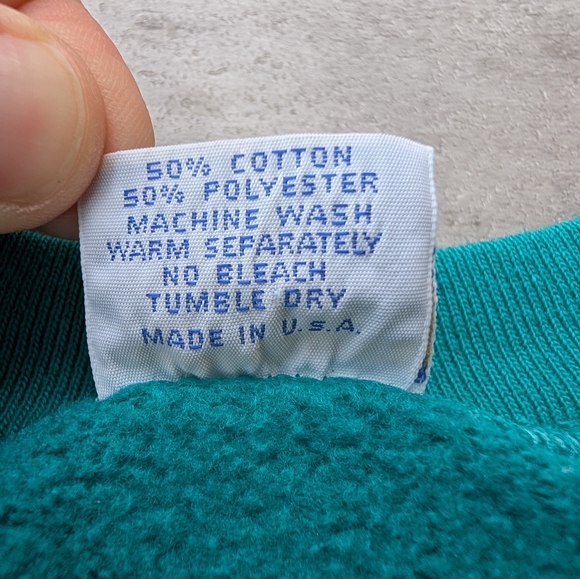 50% COTTON
50% POLYESTER
MACHINE WASH
WARM SEPARATELY
NO BLEACH
TUMBLE DRY
MADE IN U.S.A.